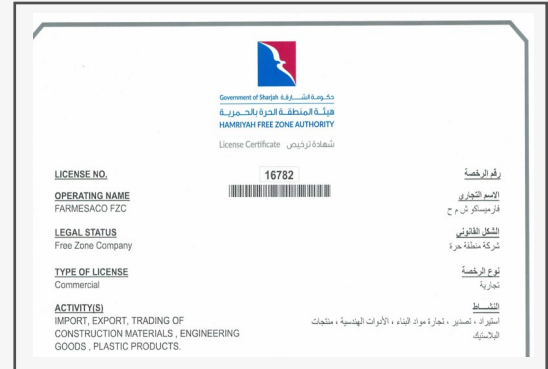 Government of Sharjah حكومة الشارقة
هيئة المنطقة الحرة بالحمرية
HAMRIYAH FREE ZONE AUTHORITY
License Certificate شهادة ترخيص
LICENSE NO. 16782 رقم الرخصة
OPERATING NAME الاسم التجاري
FARMESACO FZC فارميساكو ش م ح
LEGAL STATUS الشكل القانوني
Free Zone Company شركة منطقة حرة
TYPE OF LICENSE نوع الرخصة
Commercial تجارية
ACTIVITY(S) النشــاط
IMPORT, EXPORT, TRADING OF استيراد ، تصدير ، تجارة مواد البناء ، الأدوات الهندسية ، منتجات
CONSTRUCTION MATERIALS , ENGINEERING البلاستيك
GOODS , PLASTIC PRODUCTS.